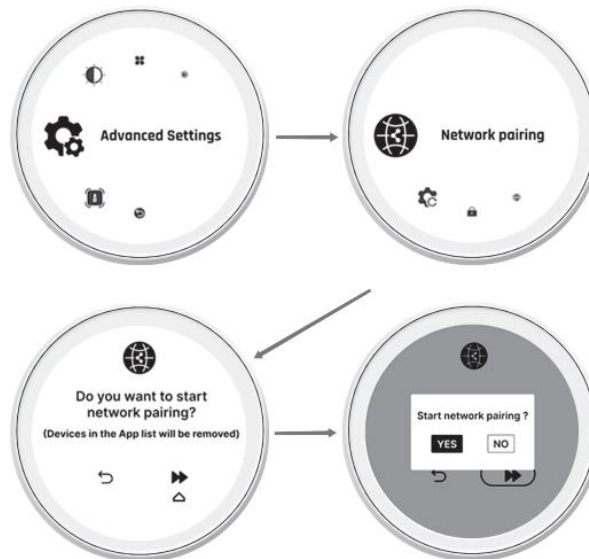 Advanced Settings
Network pairing
Do you want to start
network pairing?
(Devices in the App list will be removed)
Start network pairing ?
YES NO